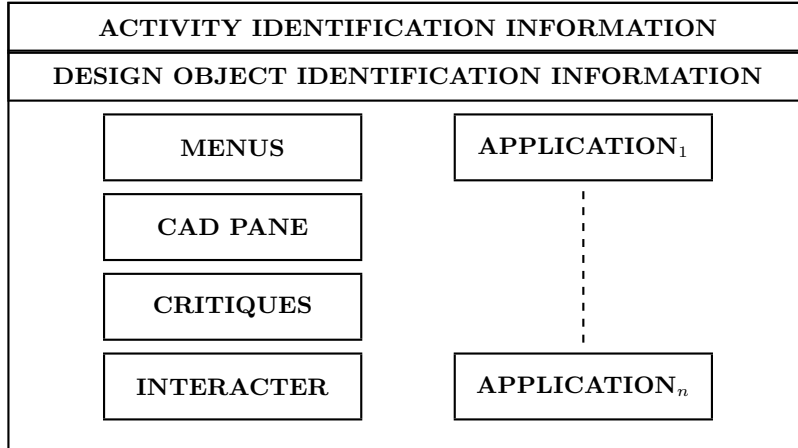 ACTIVITY IDENTIFICATION INFORMATION
DESIGN OBJECT IDENTIFICATION INFORMATION
MENUS
APPLICATION₁
CAD PANE
CRITIQUES
INTERACTER
APPLICATIONₙ